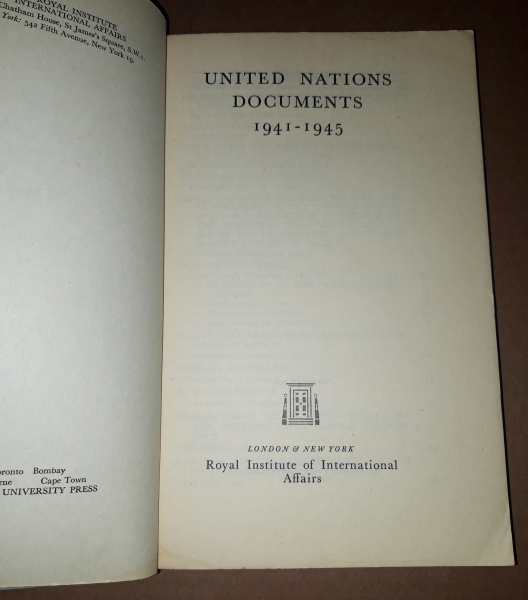 ROYAL INSTITUTE
INTERNATIONAL AFFAIRS
Chatham House, St James's Square, S.W.1.
York: 542 Fifth Avenue, New York 19.
oronto Bombay
rne Cape Town
UNIVERSITY PRESS
UNITED NATIONS
DOCUMENTS
1941-1945
LONDON & NEW YORK
Royal Institute of International
Affairs